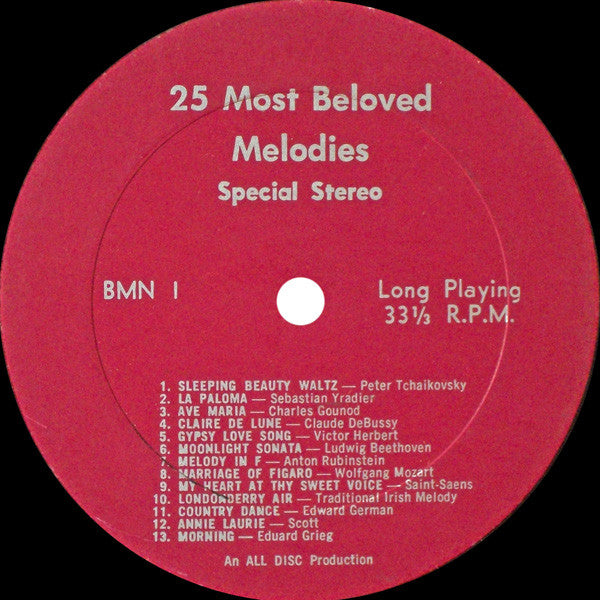 25 Most Beloved
Melodies
Special Stereo
BMN 1
Long Playing
33⅓ R.P.M.
1. SLEEPING BEAUTY WALTZ — Peter Tchaikovsky
2. LA PALOMA — Sebastian Yradier
3. AVE MARIA — Charles Gounod
4. CLAIRE DE LUNE — Claude DeBussy
5. GYPSY LOVE SONG — Victor Herbert
6. MOONLIGHT SONATA — Ludwig Beethoven
7. MELODY IN F — Anton Rubinstein
8. MARRIAGE OF FIGARO — Wolfgang Mozart
9. MY HEART AT THY SWEET VOICE — Saint-Saens
10. LONDONDERRY AIR — Traditional Irish Melody
11. COUNTRY DANCE — Edward German
12. ANNIE LAURIE — Scott
13. MORNING — Eduard Grieg
An ALL DISC Production